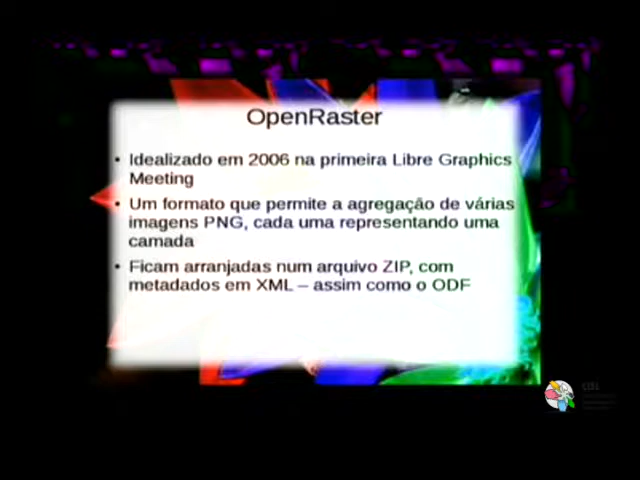 OpenRaster
• Idealizado em 2006 na primeira Libre Graphics
Meeting
• Um formato que permite a agregação de várias
imagens PNG, cada uma representando uma
camada
• Ficam arranjadas num arquivo ZIP, com
metadados em XML – assim como o ODF